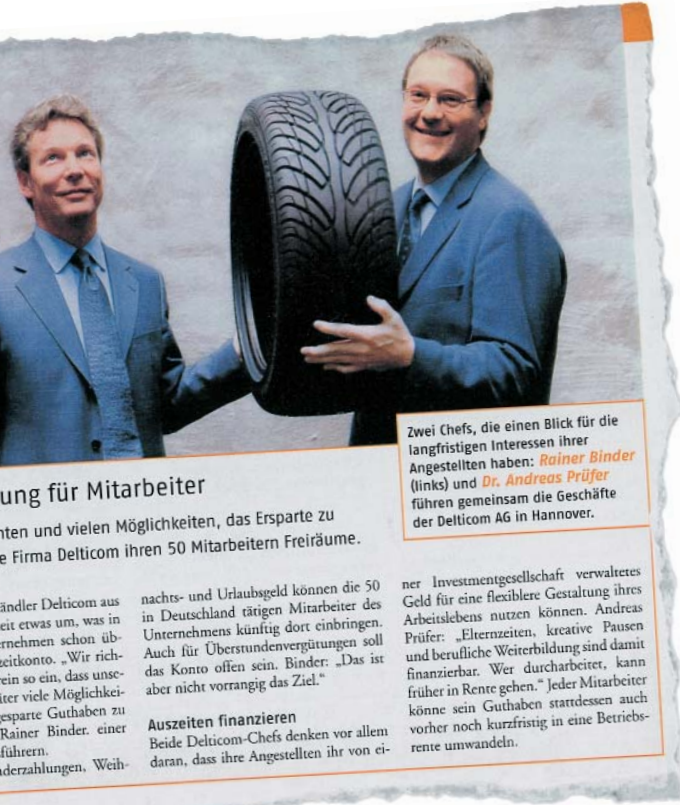 Zwei Chefs, die einen Blick für die
langfristigen Interessen ihrer
Angestellten haben: Rainer Binder
(links) und Dr. Andreas Prüfer
führen gemeinsam die Geschäfte
der Delticom AG in Hannover.
ung für Mitarbeiter
nten und vielen Möglichkeiten, das Ersparte zu
e Firma Delticom ihren 50 Mitarbeitern Freiräume.
ändler Delticom aus
eit etwas um, was in
ernehmen schon üb-
zeitkonto. „Wir rich-
rein so ein, dass unse-
iter viele Möglichkei-
gesparte Guthaben zu
Rainer Binder. einer
sführern.
nderzahlungen, Weih-
nachts- und Urlaubsgeld können die 50
in Deutschland tätigen Mitarbeiter des
Unternehmens künftig dort einbringen.
Auch für Überstundenvergütungen soll
das Konto offen sein. Binder: „Das ist
aber nicht vorrangig das Ziel.“
Auszeiten finanzieren
Beide Delticom-Chefs denken vor allem
daran, dass ihre Angestellten ihr von ei-
ner Investmentgesellschaft verwaltetes
Geld für eine flexiblere Gestaltung ihres
Arbeitslebens nutzen können. Andreas
Prüfer: „Elternzeiten, kreative Pausen
und berufliche Weiterbildung sind damit
finanzierbar. Wer durcharbeitet, kann
früher in Rente gehen.“ Jeder Mitarbeiter
könne sein Guthaben stattdessen auch
vorher noch kurzfristig in eine Betriebs-
rente umwandeln.